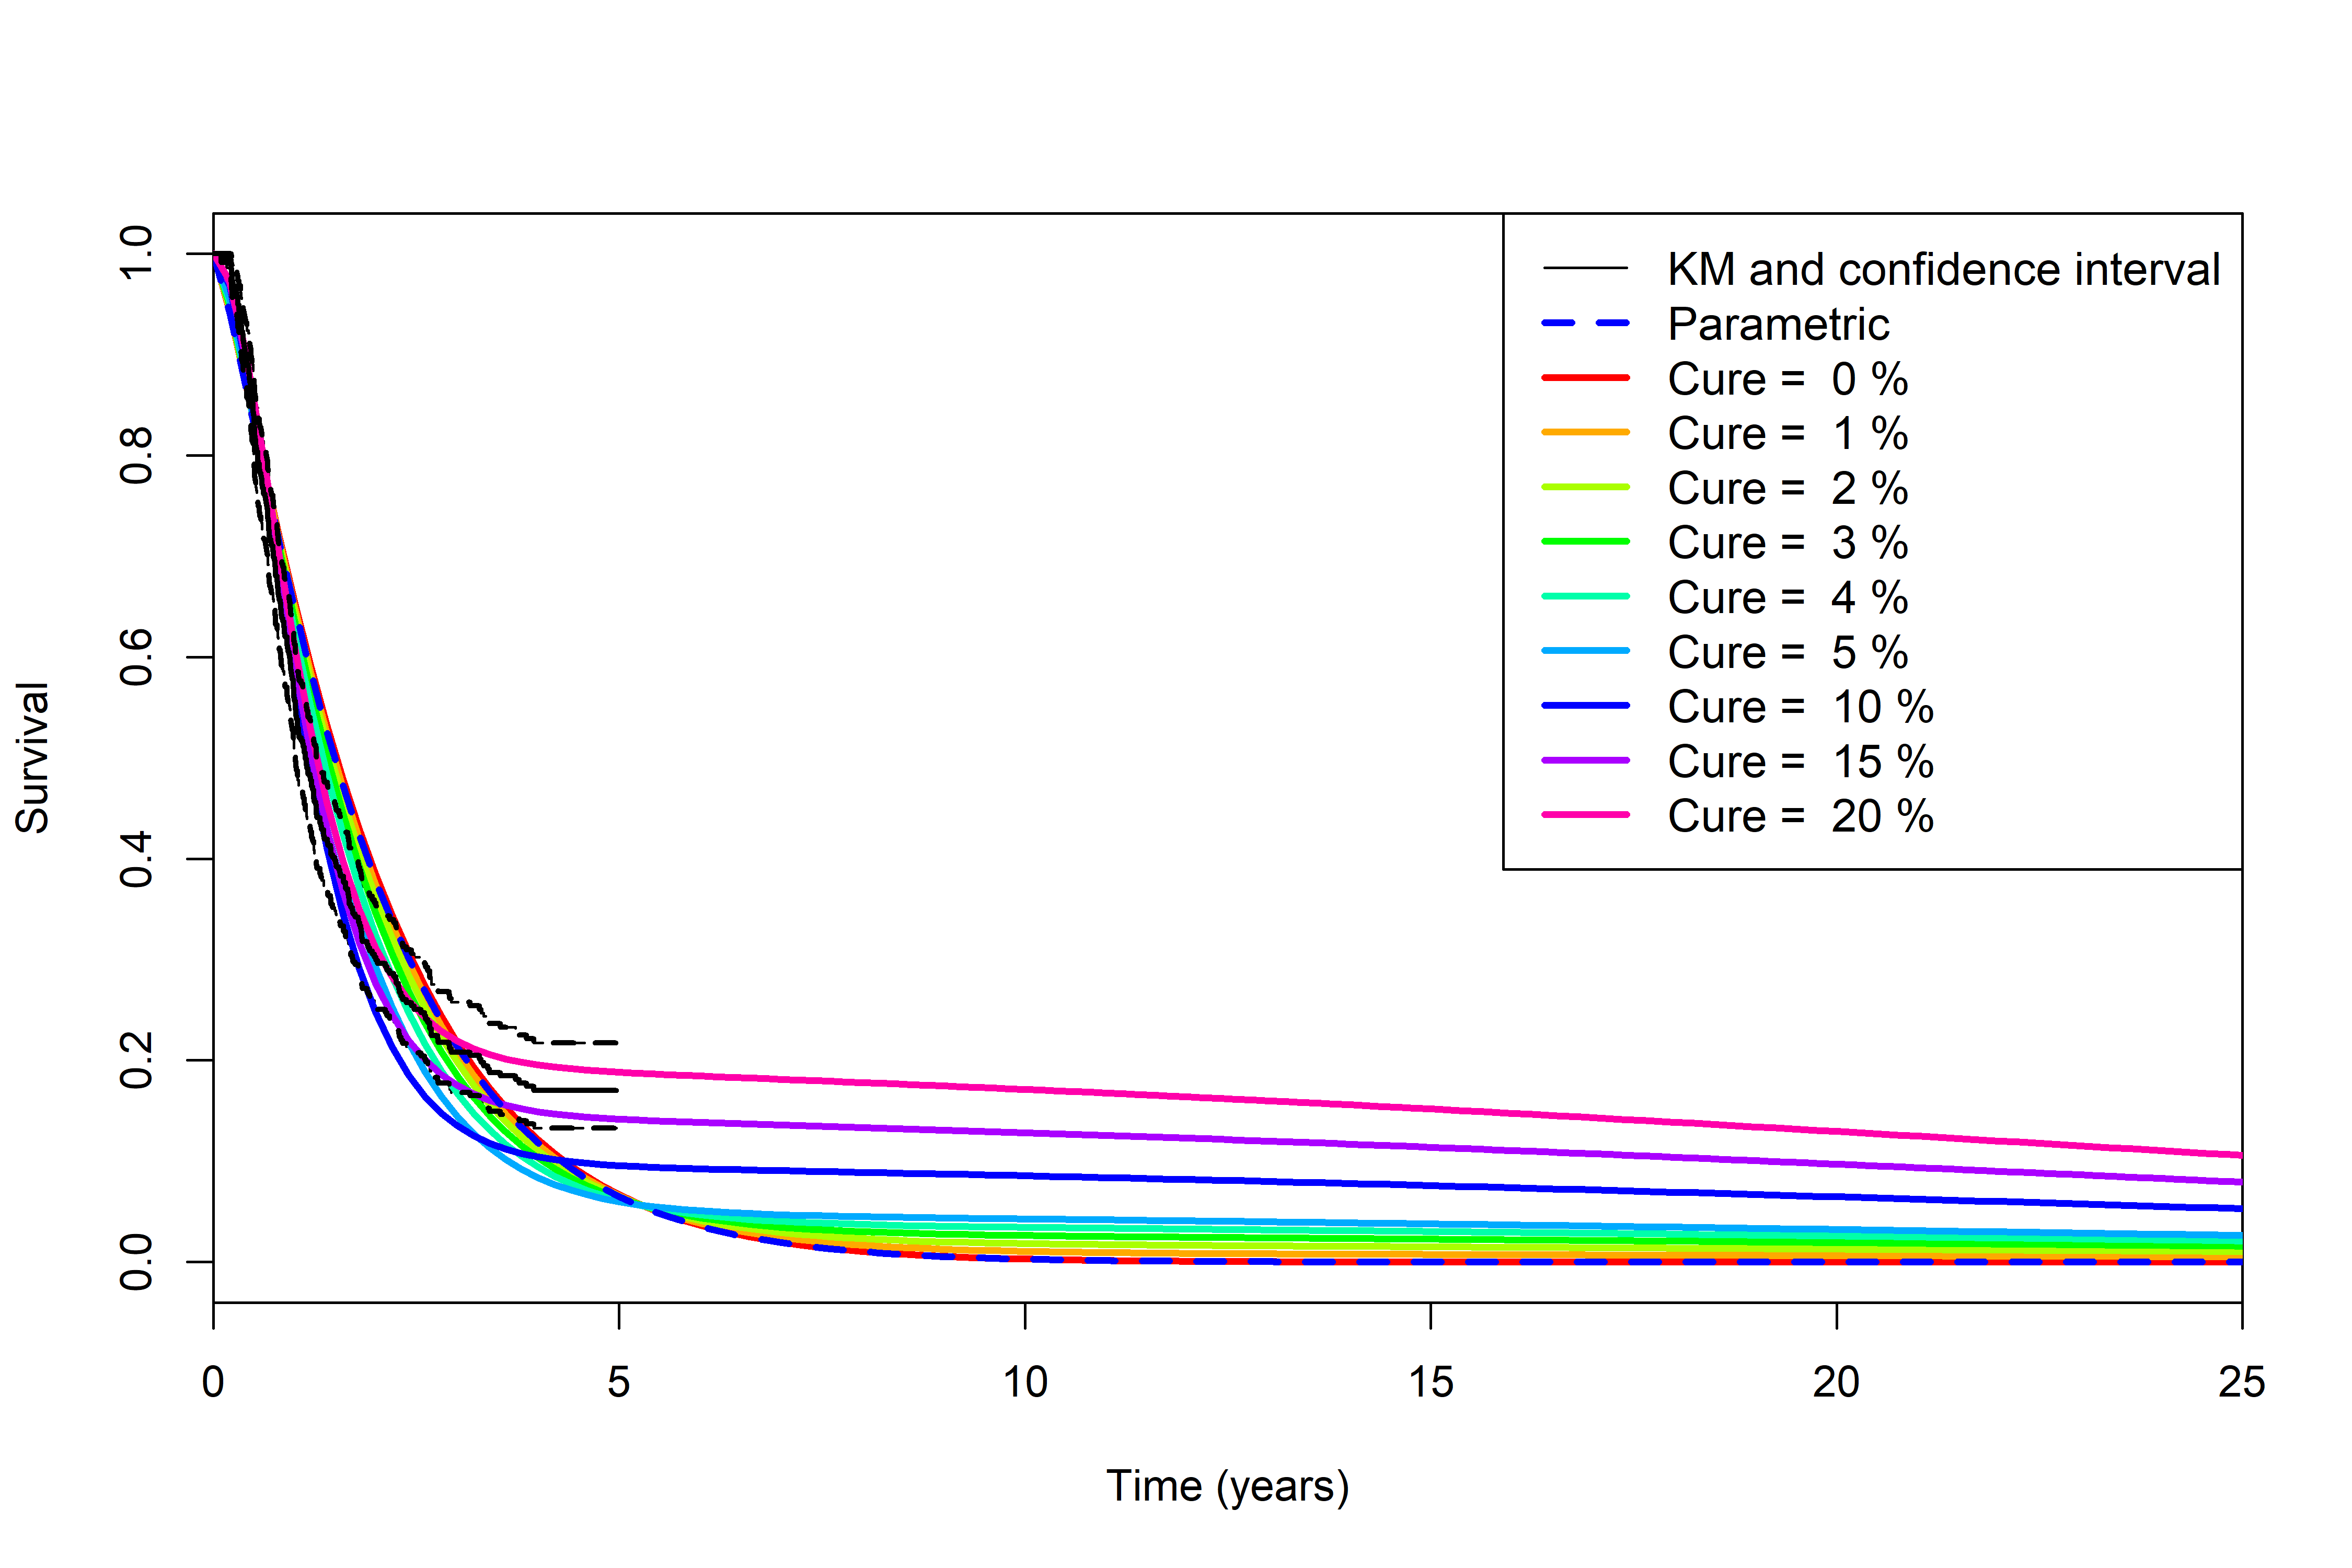 KM and confidence interval
Parametric
Cure = 0 %
Cure = 1 %
Cure = 2 %
Cure = 3 %
Cure = 4 %
Cure = 5 %
Cure = 10 %
Cure = 15 %
Cure = 20 %
Survival
1.0
0.8
0.6
0.4
0.2
0.0
0 5 10 15 20 25
Time (years)